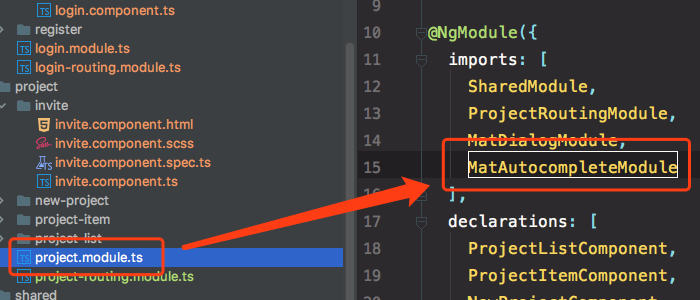 login.component.ts
register
login.module.ts
login-routing.module.ts
project
invite
invite.component.html
invite.component.scss
invite.component.spec.ts
invite.component.ts
new-project
project-item
project-list
project.module.ts
project-routing.module.ts
shared
9
10 @NgModule({
11 imports: [
12 SharedModule,
13 ProjectRoutingModule,
14 MatDialogModule,
15 MatAutocompleteModule
16 ],
17 declarations: [
18 ProjectListComponent,
19 ProjectItemComponent,
20 NewProjectComponent,